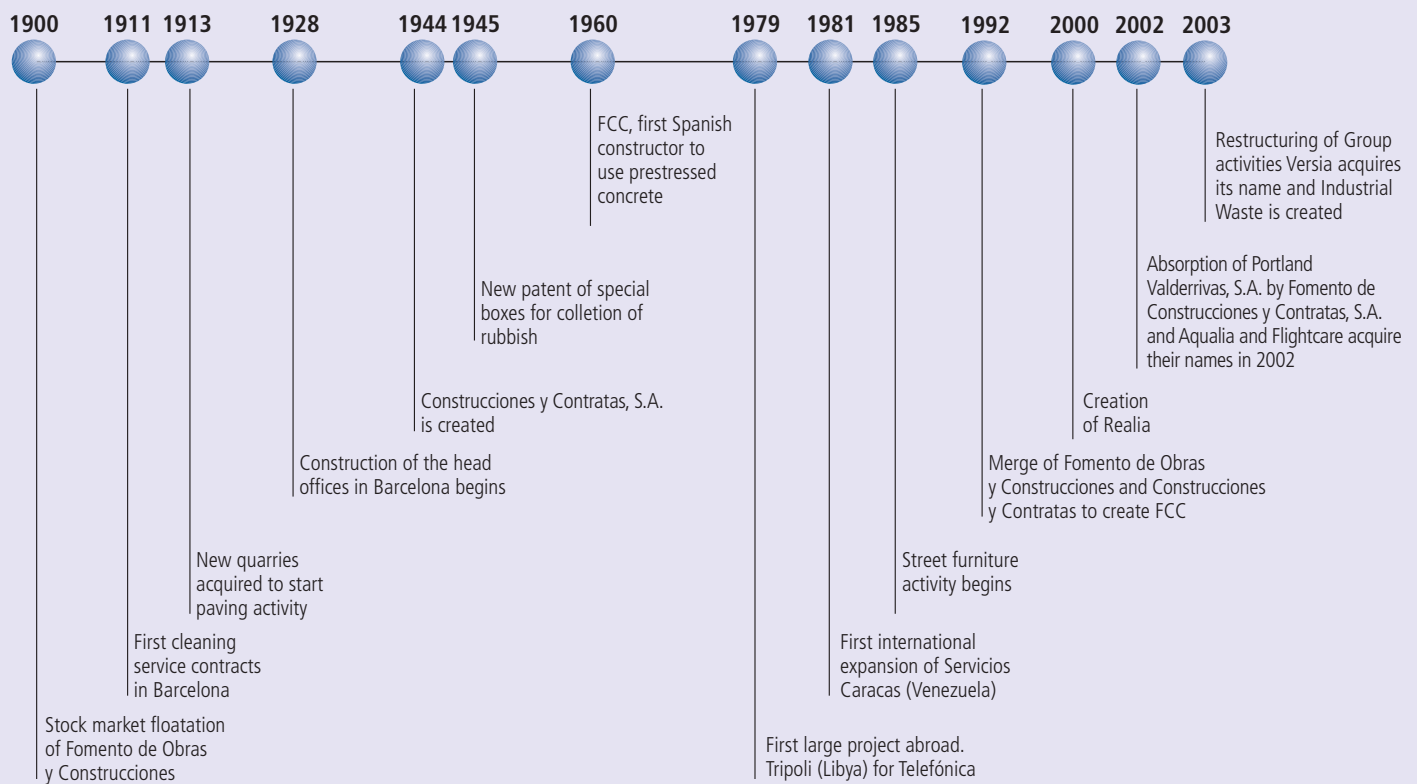 1900 1911 1913 1928 1944 1945 1960 1979 1981 1985 1992 2000 2002 2003
Stock market floatation
of Fomento de Obras
y Construcciones
First cleaning
service contracts
in Barcelona
New quarries
acquired to start
paving activity
Construction of the head
offices in Barcelona begins
Construcciones y Contratas, S.A.
is created
New patent of special
boxes for colletion of
rubbish
FCC, first Spanish
constructor to
use prestressed
concrete
First large project abroad.
Tripoli (Libya) for Telefónica
First international
expansion of Servicios
Caracas (Venezuela)
Street furniture
activity begins
Merge of Fomento de Obras
y Construcciones and Construcciones
y Contratas to create FCC
Creation
of Realia
Absorption of Portland
Valderrivas, S.A. by Fomento de
Construcciones y Contratas, S.A.
and Aqualia and Flightcare acquire
their names in 2002
Restructuring of Group
activities Versia acquires
its name and Industrial
Waste is created